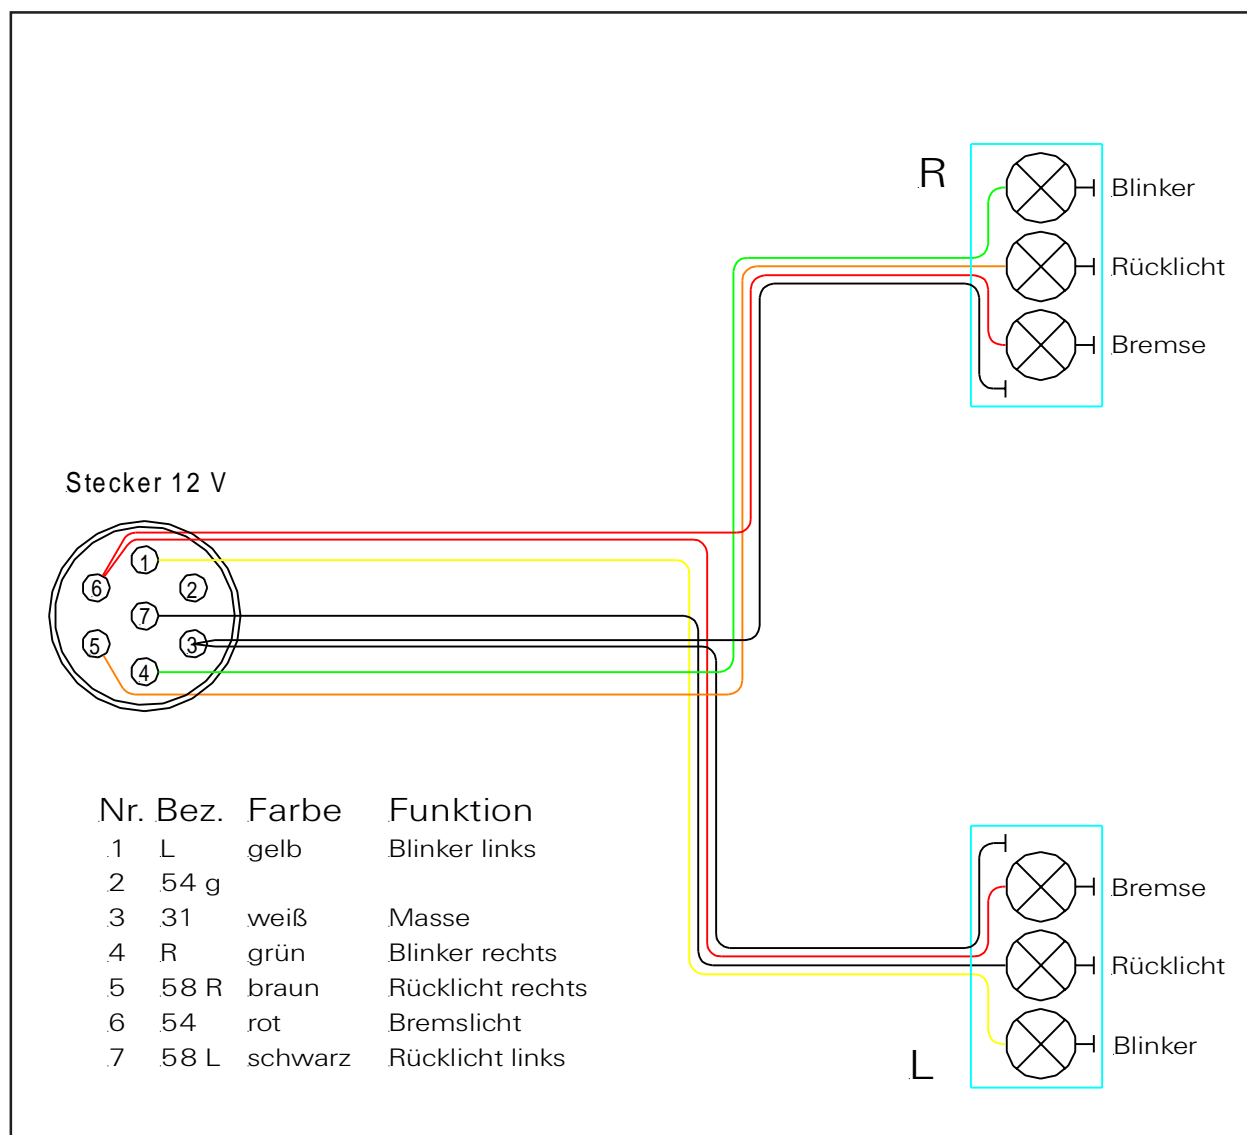 R
Blinker
Rücklicht
Bremse
Stecker 12 V
1
6
2
7
5
3
4
Nr. Bez. Farbe Funktion
1 L gelb Blinker links
2 54 g
3 31 weiß Masse
4 R grün Blinker rechts
5 58 R braun Rücklicht rechts
6 54 rot Bremslicht
7 58 L schwarz Rücklicht links
Bremse
Rücklicht
Blinker
L